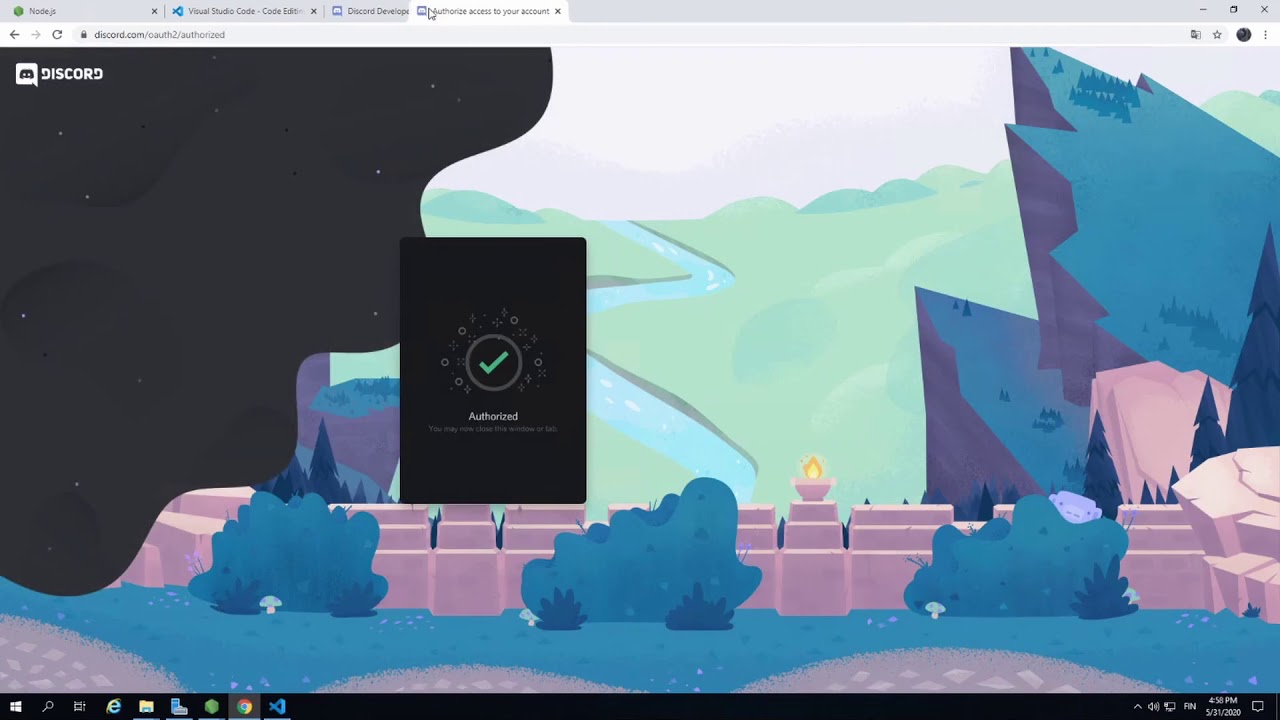 Node.js
Visual Studio Code - Code Editin
Discord Develope
Authorize access to your account
discord.com/oauth2/authorized
DISCORD
Authorized
You may now close this window or tab.
4:58 PM
FIN
5/31/2020